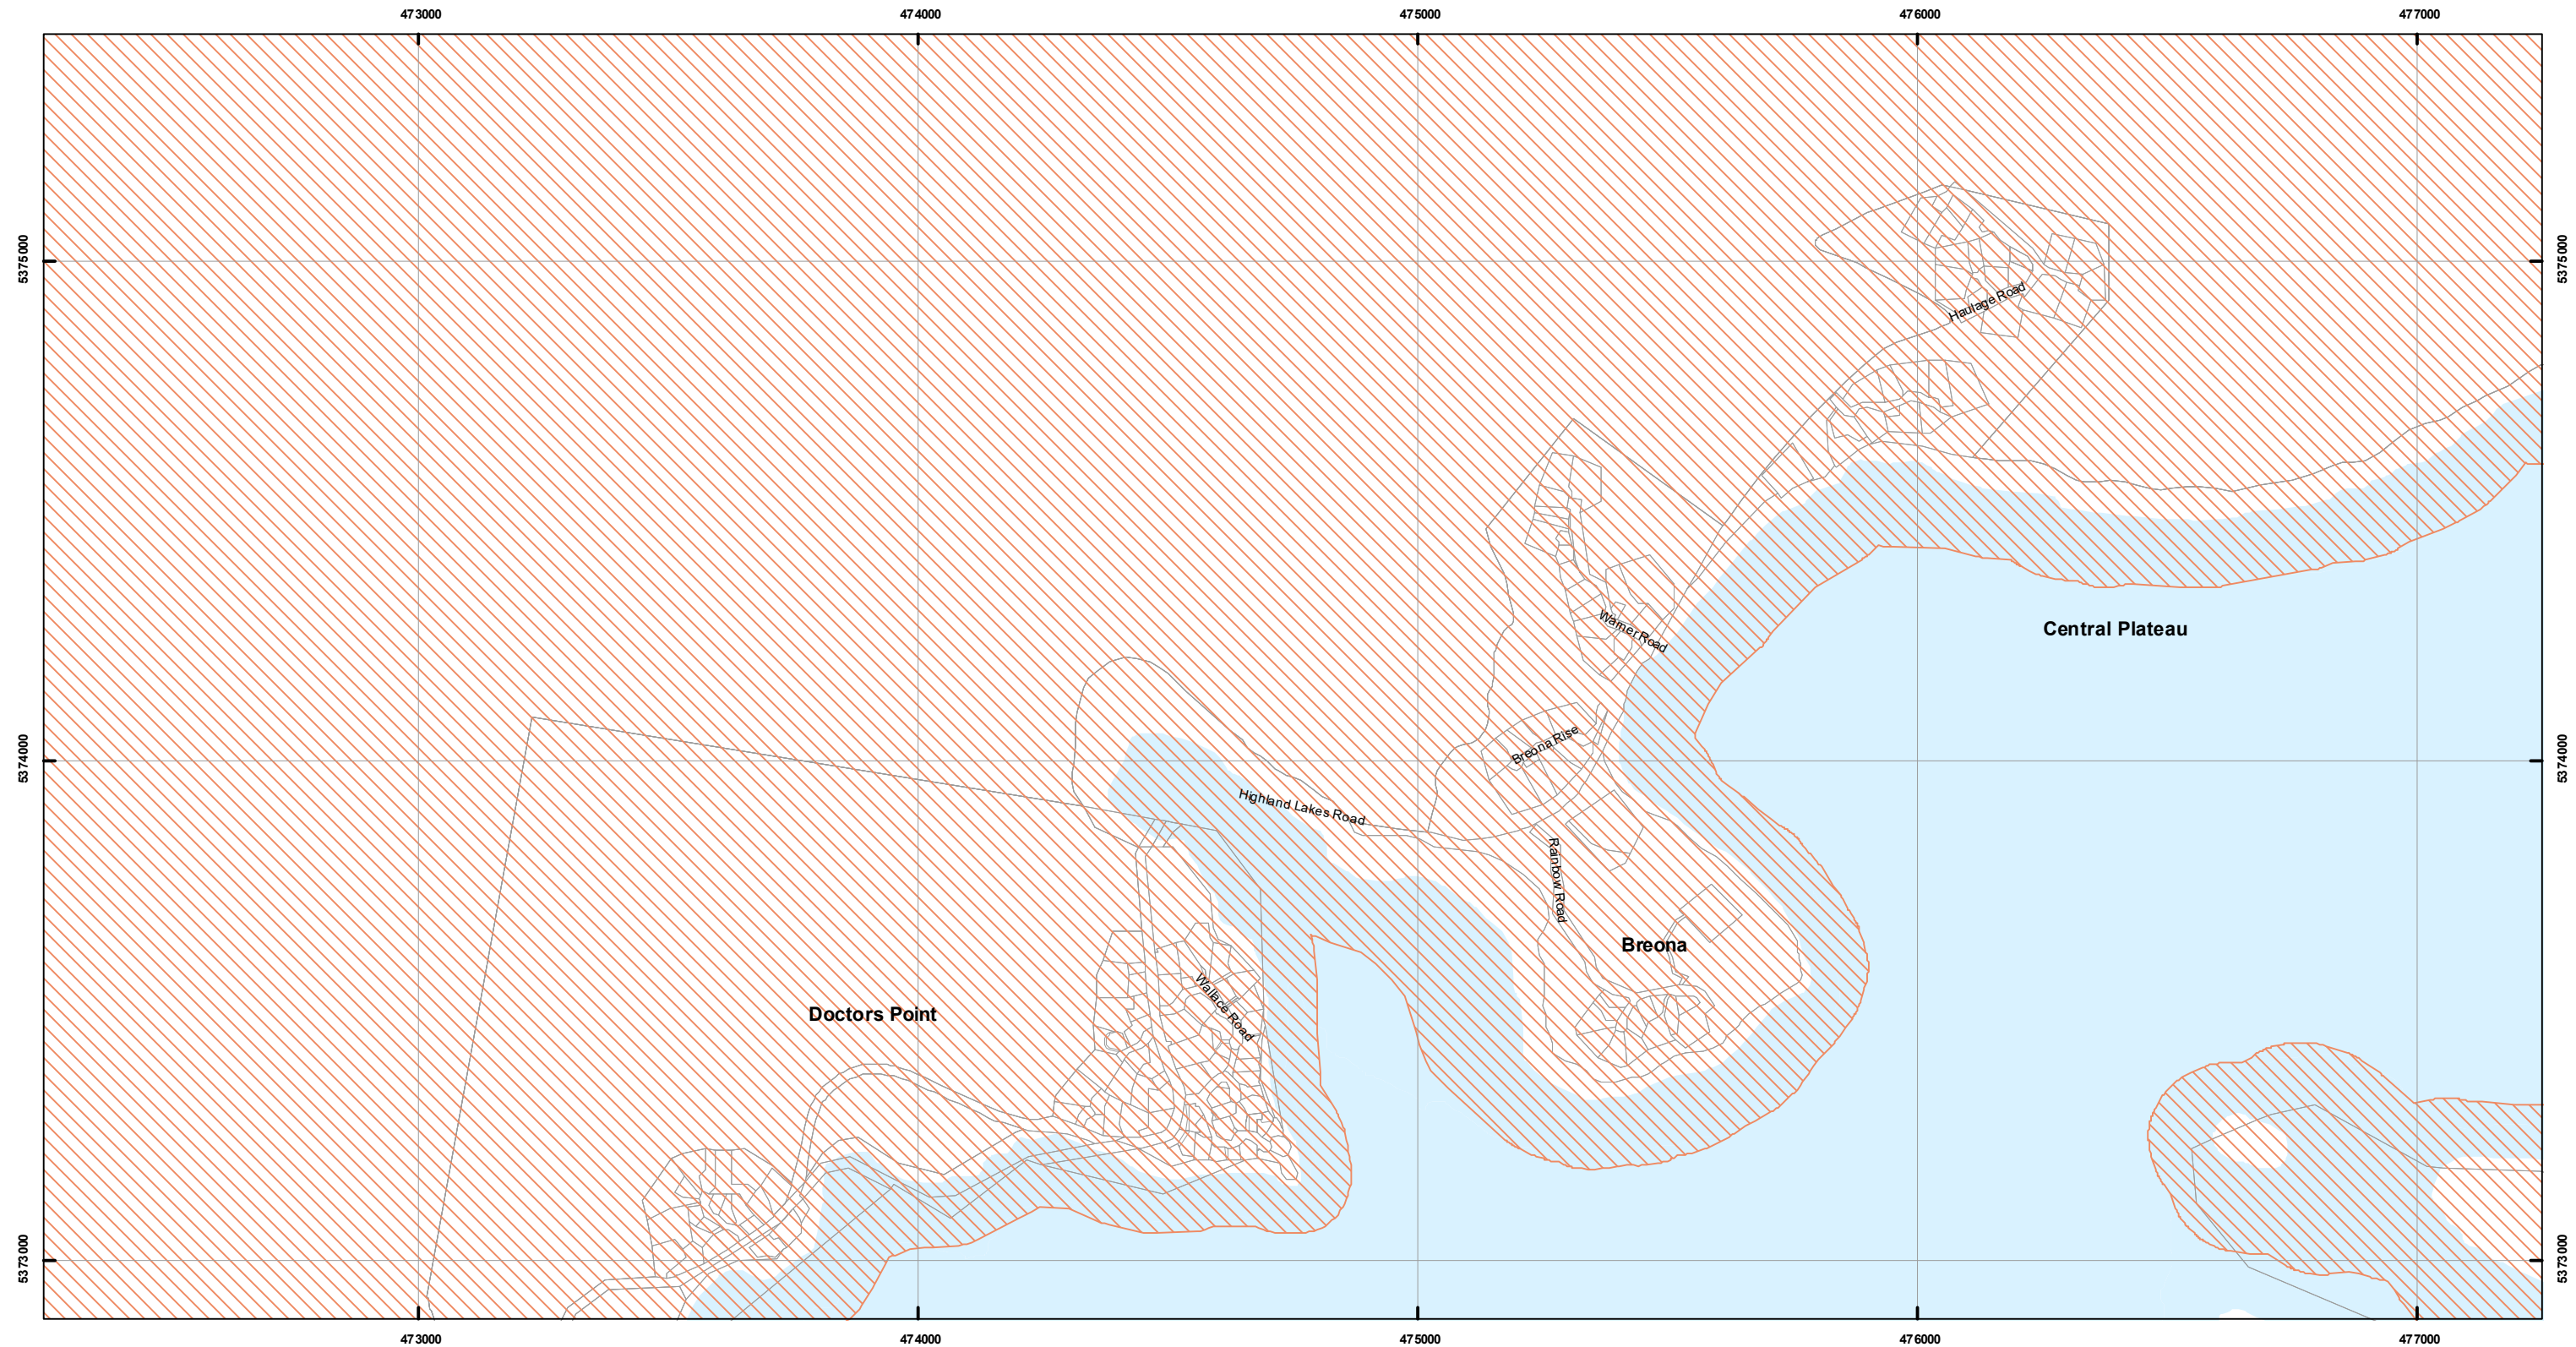 473000 474000 475000 476000 477000
5375000 5375000
Haulage Road
Warner Road
Central Plateau
Breona Rise
5374000 5374000
Highland Lakes Road
Rainbow Road
Breona
Wallace Road
Doctors Point
5373000 5373000
473000 474000 475000 476000 477000